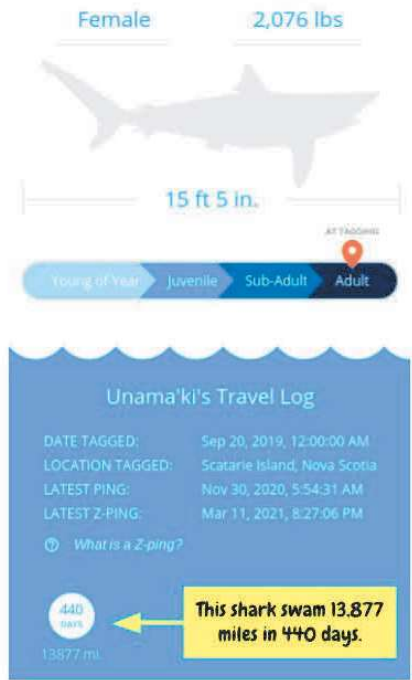 Female 2,076 lbs
15 ft 5 in.
AT TAGGING
Young of Year Juvenile Sub-Adult Adult
Unama'ki's Travel Log
DATE TAGGED: Sep 20, 2019, 12:00:00 AM
LOCATION TAGGED: Scatarie Island, Nova Scotia
LATEST PING: Nov 30, 2020, 5:54:31 AM
LATEST Z-PING: Mar 11, 2021, 8:27:06 PM
? What is a Z-ping?
440
DAYS
13877 mi.
This shark swam 13,877
miles in 440 days.